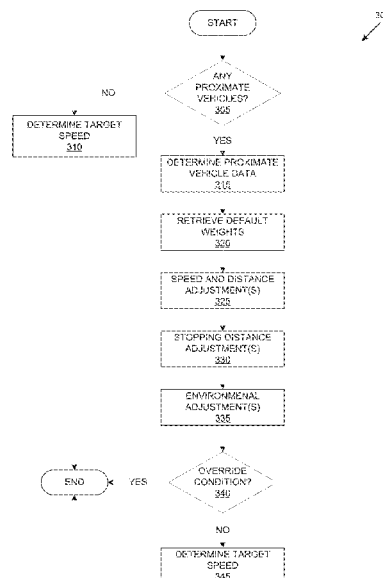 START
30
ANY
PROXIMATE
VEHICLES?
305
NO
YES
DETERMINE TARGET
SPEED
310
DETERMINE PROXIMATE
VEHICLE DATA
315
RETRIEVE DEFAULT
WEIGHTS
320
SPEED AND DISTANCE
ADJUSTMENT(S)
325
STOPPING DISTANCE
ADJUSTMENT(S)
330
ENVIRONMENAL
ADJUSTMENT(S)
335
END
YES
OVERRIDE
CONDITION?
340
NO
DETERMINE TARGET
SPEED
345